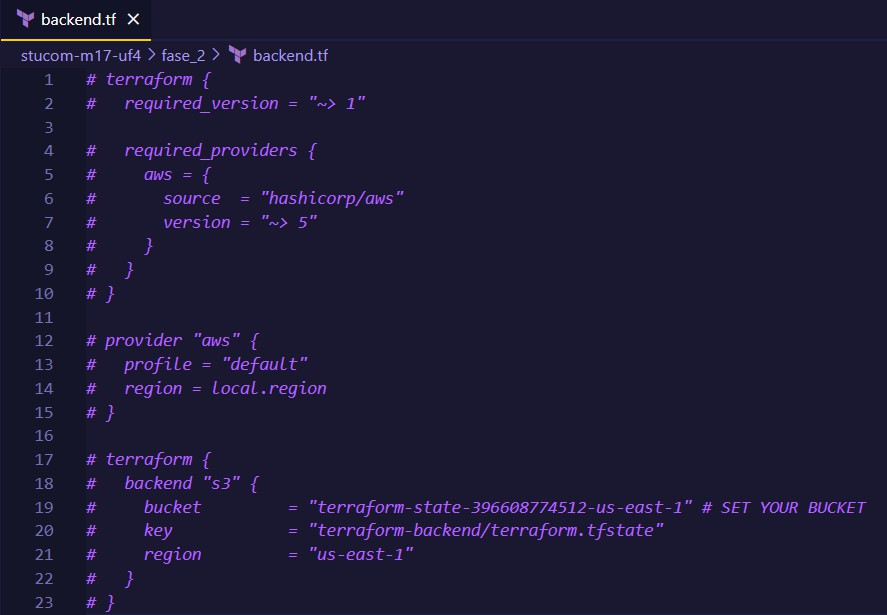 backend.tf ×
stucom-m17-uf4 > fase_2 > backend.tf
1 # terraform {
2 #   required_version = "~> 1"
3
4 #   required_providers {
5 #     aws = {
6 #       source  = "hashicorp/aws"
7 #       version = "~> 5"
8 #     }
9 #   }
10 # }
11
12 # provider "aws" {
13 #   profile = "default"
14 #   region = local.region
15 # }
16
17 # terraform {
18 #   backend "s3" {
19 #     bucket         = "terraform-state-396608774512-us-east-1" # SET YOUR BUCKET
20 #     key            = "terraform-backend/terraform.tfstate"
21 #     region         = "us-east-1"
22 #   }
23 # }